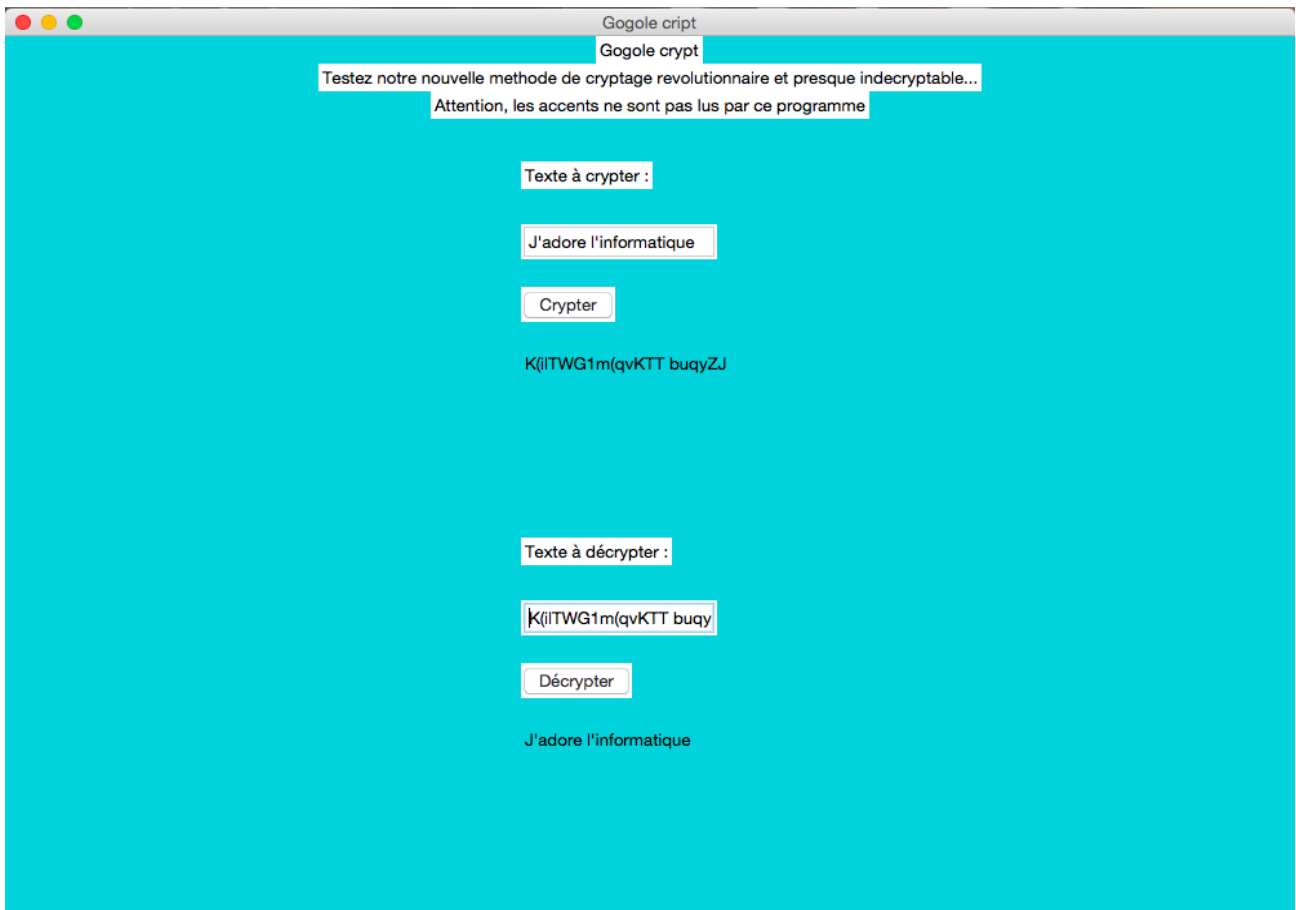 Gogole cript
Gogole crypt
Testez notre nouvelle methode de cryptage revolutionnaire et presque indecryptable...
Attention, les accents ne sont pas lus par ce programme
Texte à crypter :
J'adore l'informatique
Crypter
K(ilTWG1m(qvKTT buqyZJ
Texte à décrypter :
K(ilTWG1m(qvKTT buqy
Décrypter
J'adore l'informatique